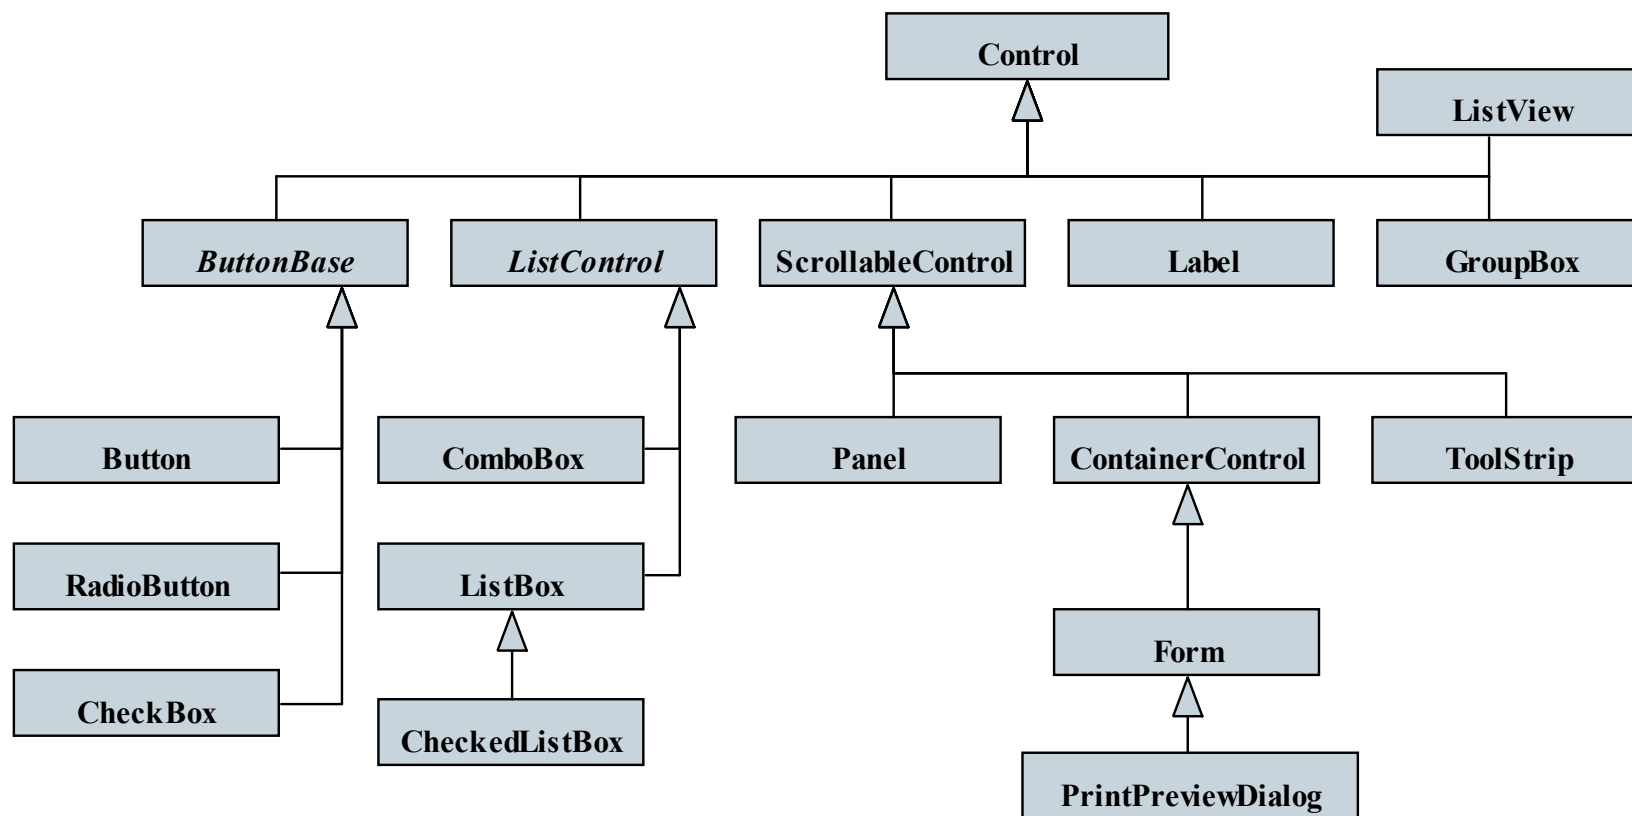 Control
ListView
ButtonBase
ListControl
ScrollableControl
Label
GroupBox
Button
ComboBox
Panel
ContainerControl
ToolStrip
RadioButton
ListBox
Form
CheckBox
CheckedListBox
PrintPreviewDialog